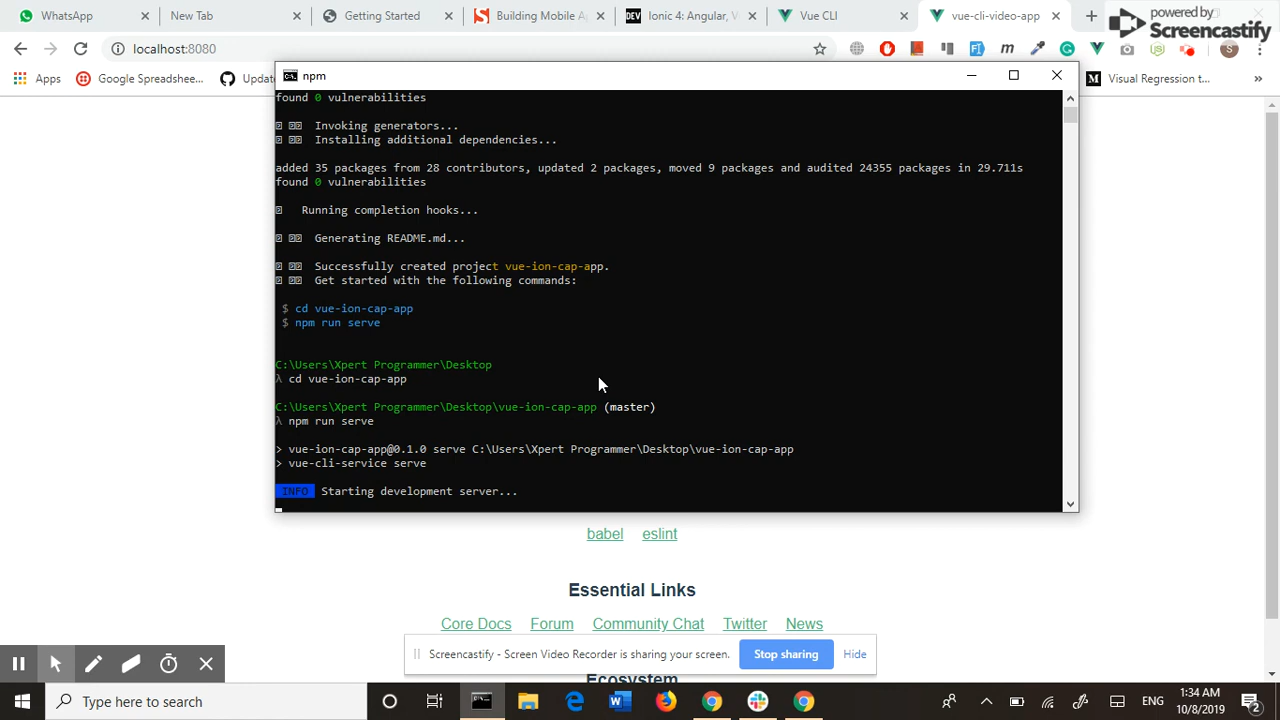 WhatsApp
New Tab
Getting Started
Building Mobile A
Ionic 4: Angular, V
Vue CLI
vue-cli-video-app
powered by
Screencastify
localhost:8080
Apps
Google Spreadshee...
Updat
Visual Regression t...
npm
found 0 vulnerabilities
Invoking generators...
Installing additional dependencies...
added 35 packages from 28 contributors, updated 2 packages, moved 9 packages and audited 24355 packages in 29.711s
found 0 vulnerabilities
Running completion hooks...
Generating README.md...
Successfully created project vue-ion-cap-app.
Get started with the following commands:
$ cd vue-ion-cap-app
$ npm run serve
C:\Users\Xpert Programmer\Desktop
λ cd vue-ion-cap-app
C:\Users\Xpert Programmer\Desktop\vue-ion-cap-app (master)
λ npm run serve
> vue-ion-cap-app@0.1.0 serve C:\Users\Xpert Programmer\Desktop\vue-ion-cap-app
> vue-cli-service serve
INFO Starting development server...
babel eslint
Essential Links
Core Docs Forum Community Chat Twitter News
Screencastify - Screen Video Recorder is sharing your screen. Stop sharing Hide
Ecosystem
Type here to search
ENG
1:34 AM
10/8/2019
2